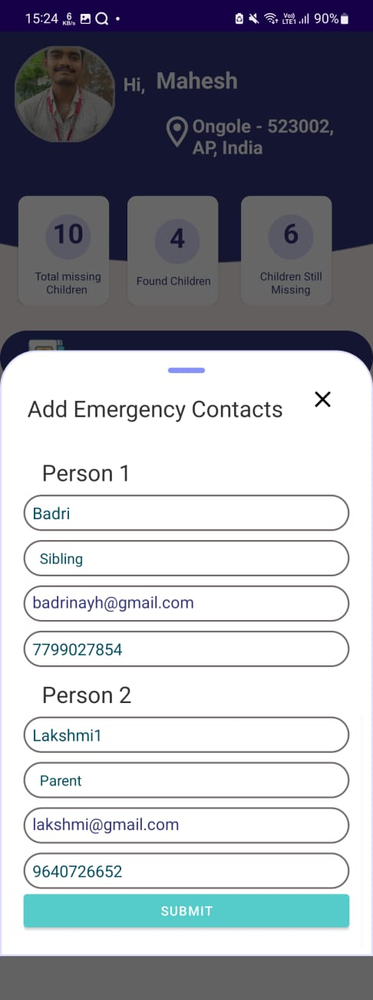 15:24 6 KB/s
Vo) LTE1 90%
Hi, Mahesh
Ongole - 523002,
AP, India
10
Total missing
Children
4
Found Children
6
Children Still
Missing
Add Emergency Contacts
Person 1
Badri
Sibling
badrinayh@gmail.com
7799027854
Person 2
Lakshmi1
Parent
lakshmi@gmail.com
9640726652
SUBMIT